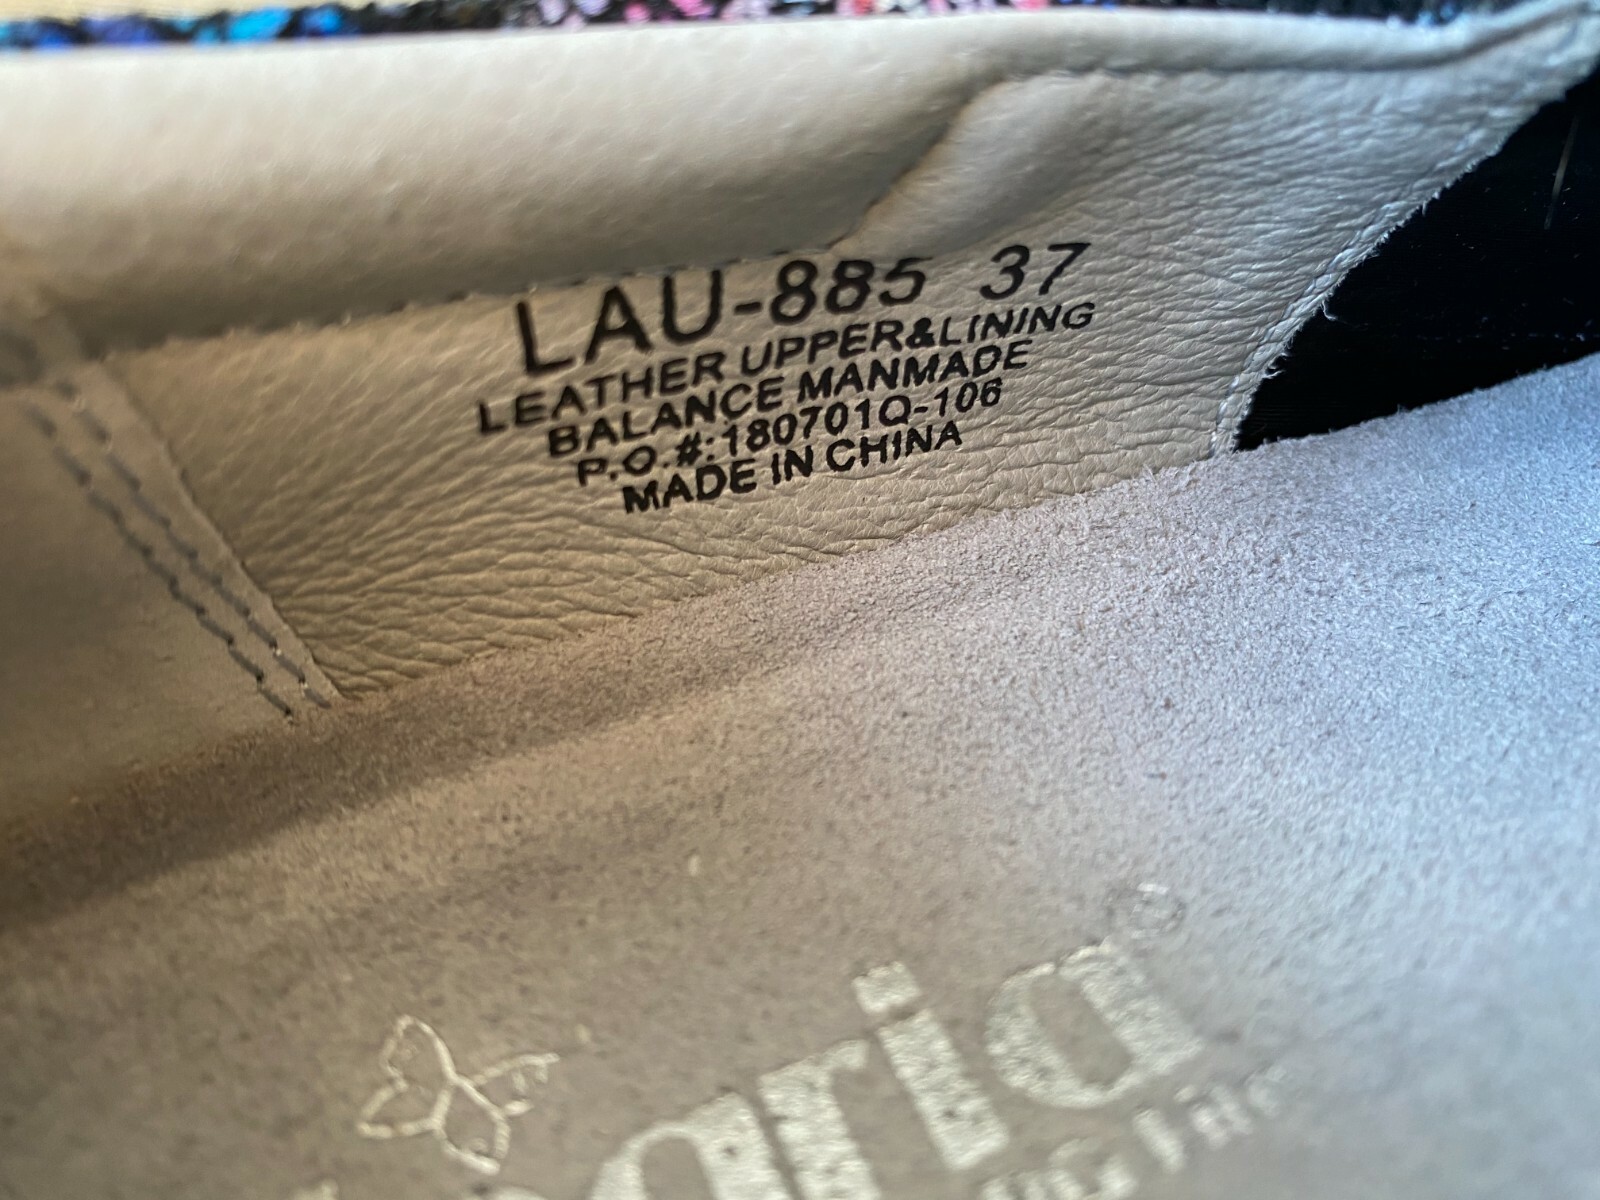 LAU-885 37
LEATHER UPPER&LINING
BALANCE MANMADE
P.O.#:180701Q-106
MADE IN CHINA